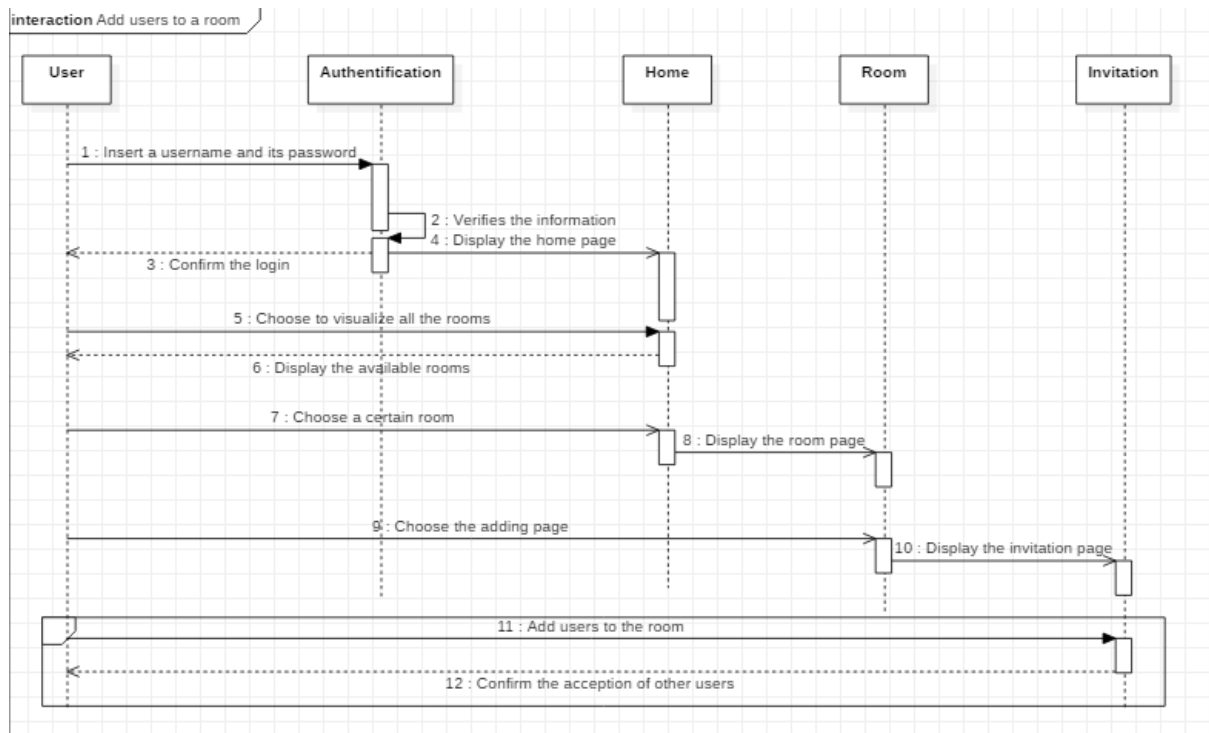 interaction Add users to a room
User
Authentification
Home
Room
Invitation
1 : Insert a username and its password
2 : Verifies the information
4 : Display the home page
3 : Confirm the login
5 : Choose to visualize all the rooms
6 : Display the available rooms
7 : Choose a certain room
8 : Display the room page
9 : Choose the adding page
10 : Display the invitation page
11 : Add users to the room
12 : Confirm the acception of other users